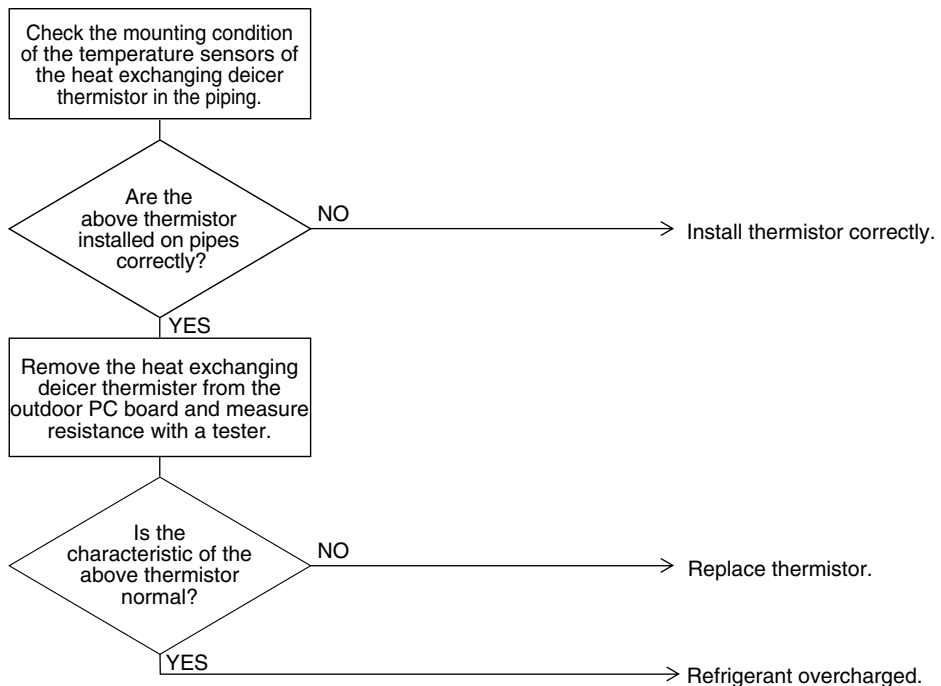 Check the mounting condition
of the temperature sensors of
the heat exchanging deicer
thermistor in the piping.
Are the
above thermistor
installed on pipes
correctly?
NO
Install thermistor correctly.
YES
Remove the heat exchanging
deicer thermister from the
outdoor PC board and measure
resistance with a tester.
Is the
characteristic of the
above thermistor
normal?
NO
Replace thermistor.
YES
Refrigerant overcharged.